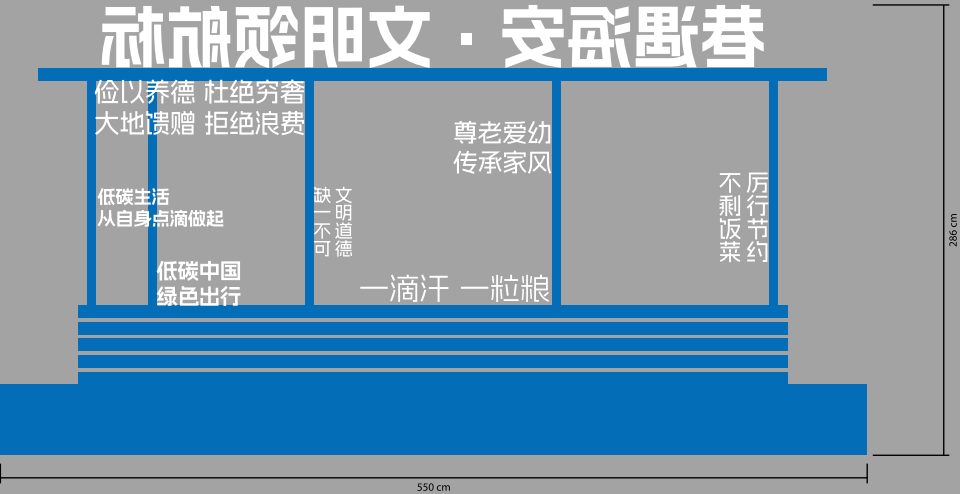 巷遇海安·文明领航标
俭以养德 杜绝穷奢
大地馈赠 拒绝浪费
尊老爱幼
传承家风
低碳生活
从自身点滴做起
文明道德
缺一不可
厉行节约
不剩饭菜
低碳中国
绿色出行
一滴汗 一粒粮
286 cm
550 cm